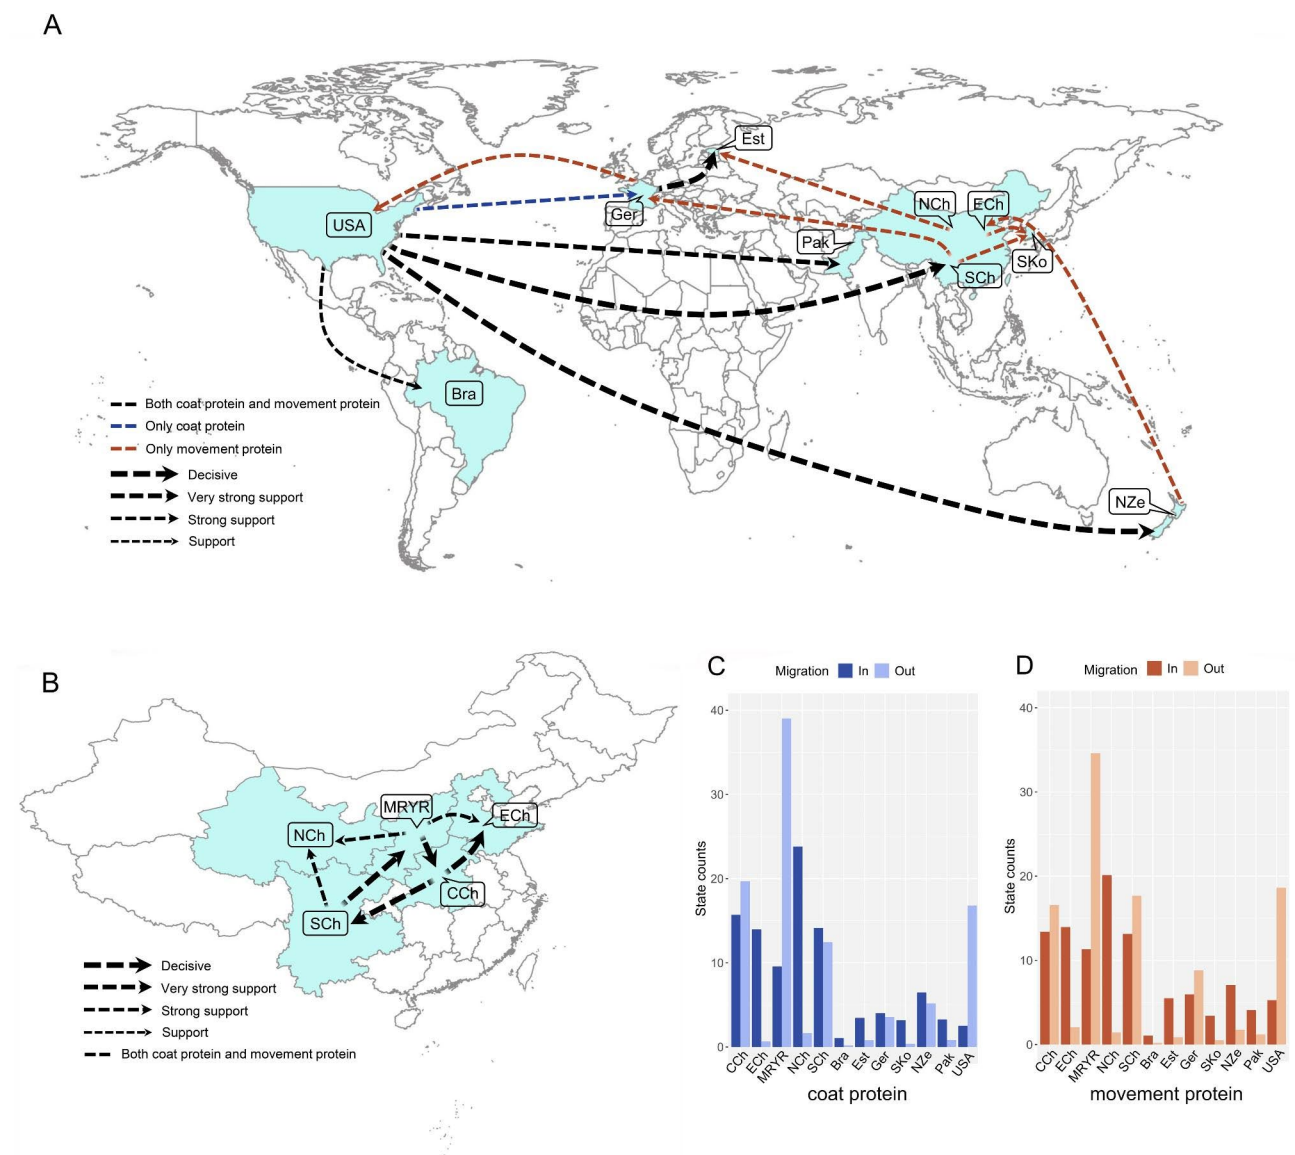 A
Est
NCh
ECh
Ger
USA
Pak
SKo
SCh
Bra
Both coat protein and movement protein
Only coat protein
Only movement protein
Decisive
Very strong support
Strong support
Support
NZe
B
MRYR
ECh
NCh
CCh
SCh
Decisive
Very strong support
Strong support
Support
Both coat protein and movement protein
C
Migration In Out
State counts
40
30
20
10
0
CCh ECh MRYR NCh SCh Bra Est Ger SKo NZe Pak USA
coat protein
D
Migration In Out
State counts
40
30
20
10
0
CCh ECh MRYR NCh SCh Bra Est Ger SKo NZe Pak USA
movement protein